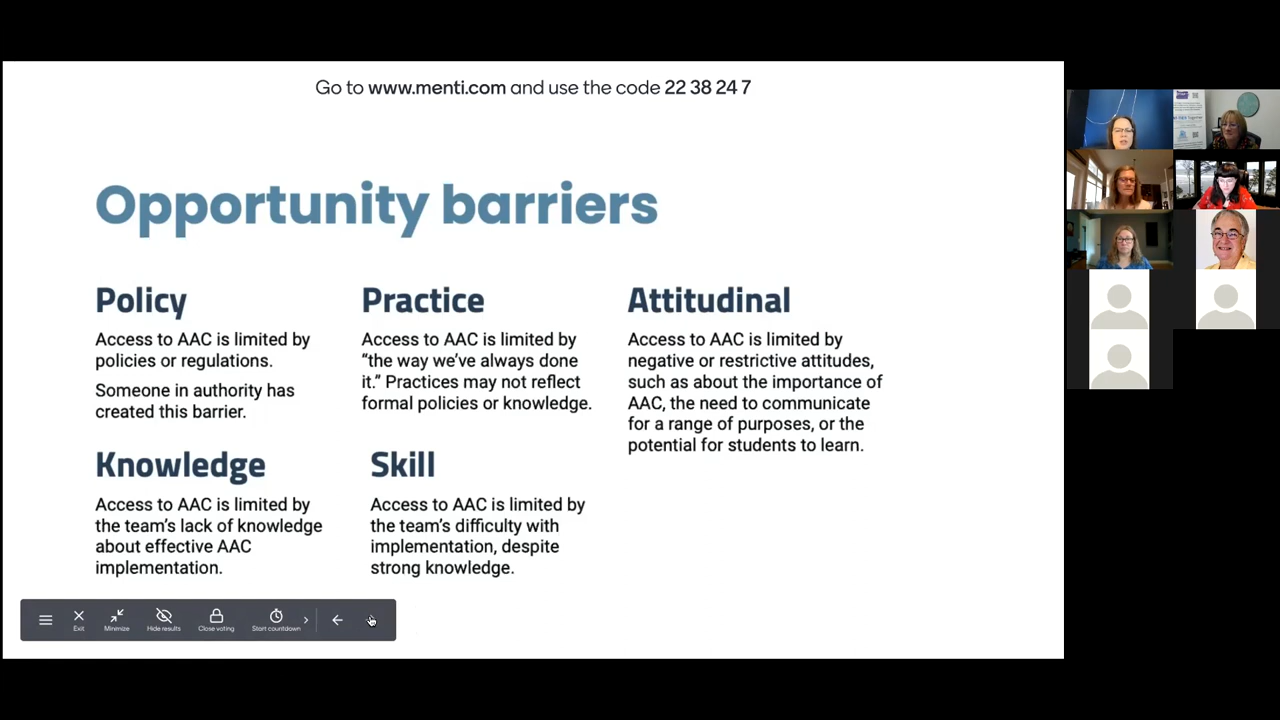 Go to www.menti.com and use the code 22 38 24 7
Opportunity barriers
Policy
Access to AAC is limited by
policies or regulations.
Someone in authority has
created this barrier.
Practice
Access to AAC is limited by
“the way we’ve always done
it.” Practices may not reflect
formal policies or knowledge.
Attitudinal
Access to AAC is limited by
negative or restrictive attitudes,
such as about the importance of
AAC, the need to communicate
for a range of purposes, or the
potential for students to learn.
Knowledge
Access to AAC is limited by
the team’s lack of knowledge
about effective AAC
implementation.
Skill
Access to AAC is limited by
the team’s difficulty with
implementation, despite
strong knowledge.
Exit
Minimize
Hide results
Close voting
Start countdown